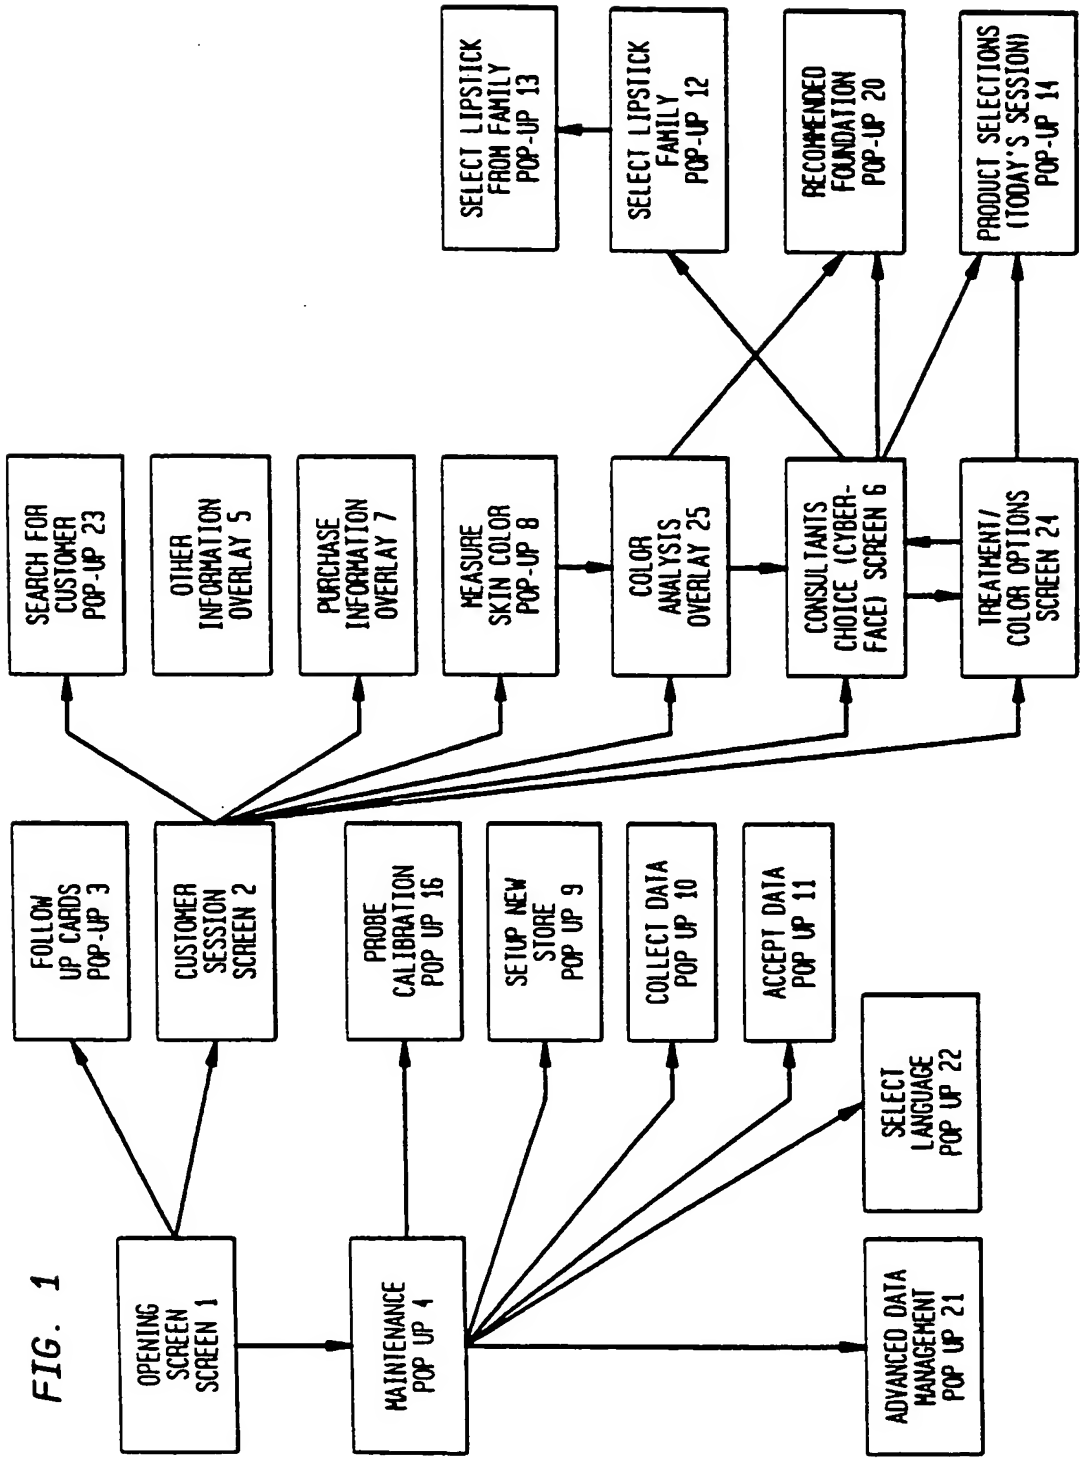 FIG. 1
OPENING
SCREEN
SCREEN 1
MAINTENANCE
POP UP 4
ADVANCED DATA
MANAGEMENT
POP UP 21
FOLLOW
UP CARDS
POP-UP 3
CUSTOMER
SESSION
SCREEN 2
PROBE
CALIBRATION
POP UP 16
SETUP NEW
STORE
POP UP 9
COLLECT DATA
POP UP 10
ACCEPT DATA
POP UP 11
SELECT
LANGUAGE
POP UP 22
SEARCH FOR
CUSTOMER
POP-UP 23
OTHER
INFORMATION
OVERLAY 5
PURCHASE
INFORMATION
OVERLAY 7
MEASURE
SKIN COLOR
POP-UP 8
COLOR
ANALYSIS
OVERLAY 25
CONSULTANTS
CHOICE (CYBER-
FACE) SCREEN 6
TREATMENT/
COLOR OPTIONS
SCREEN 24
SELECT LIPSTICK
FROM FAMILY
POP-UP 13
SELECT LIPSTICK
FAMILY
POP-UP 12
RECOMMENDED
FOUNDATION
POP-UP 20
PRODUCT SELECTIONS
(TODAY'S SESSION)
POP-UP 14